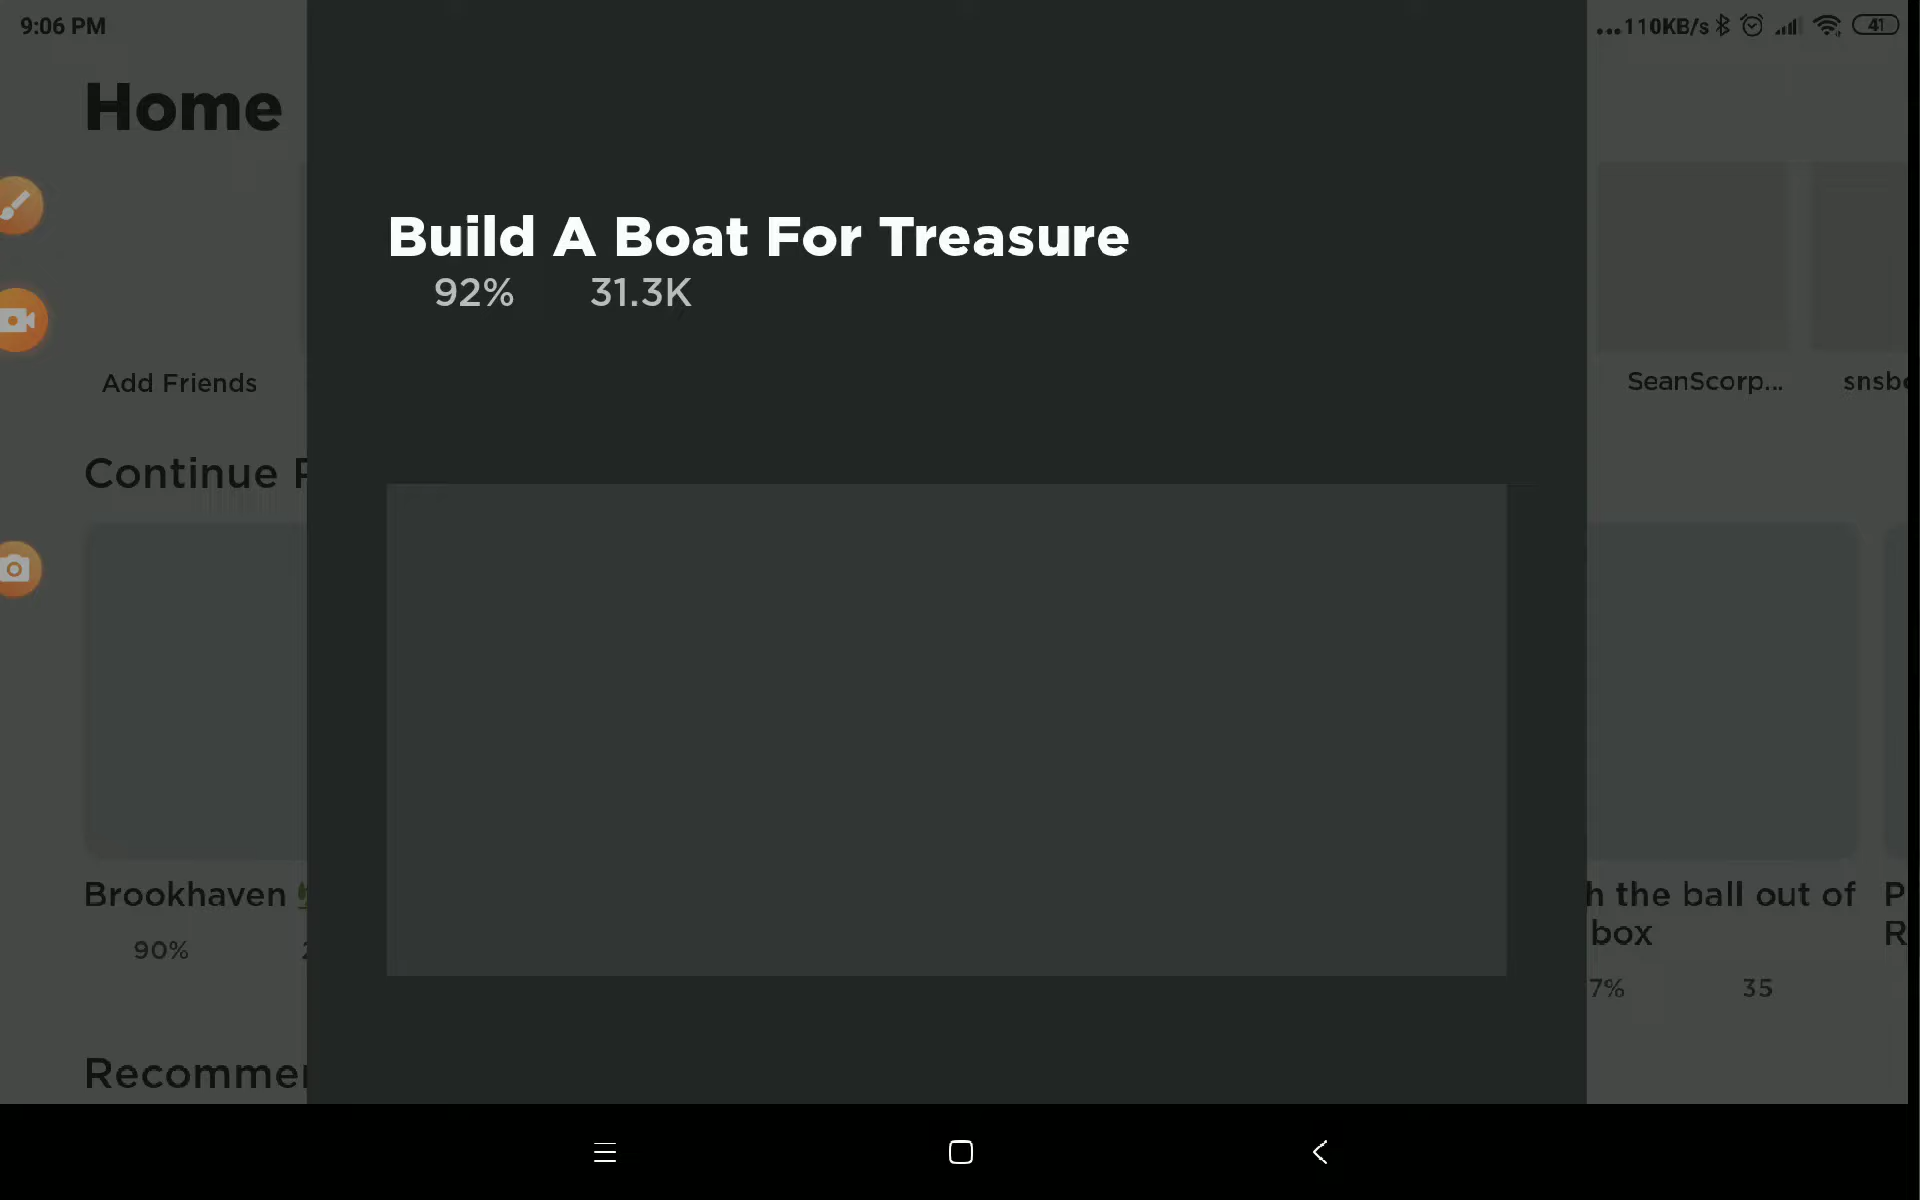 9:06 PM
...110KB/s
41
Home
Build A Boat For Treasure
92% 31.3K
Add Friends
SeanScorp...
Continue
Brookhaven
h the ball out of
box
P
R
90%
7%
35
Recommen